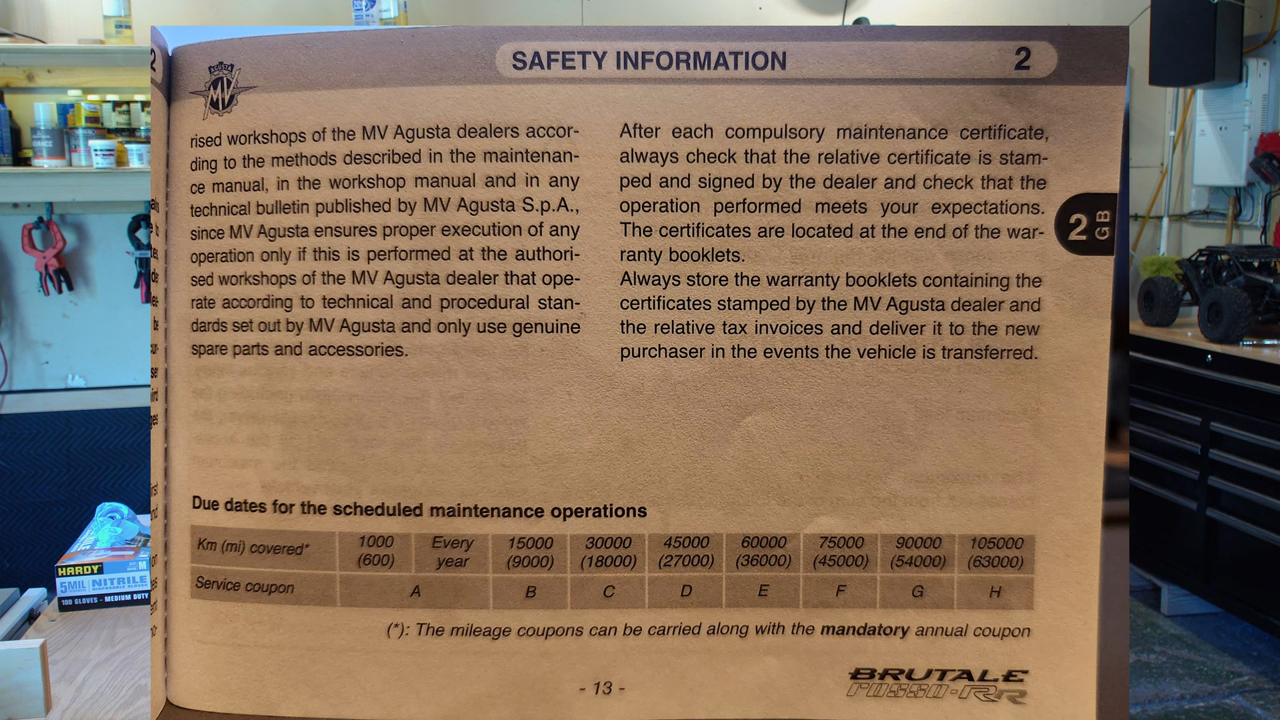 SAFETY INFORMATION 2
AGUSTA
MV
rised workshops of the MV Agusta dealers accor-
ding to the methods described in the maintenan-
ce manual, in the workshop manual and in any
technical bulletin published by MV Agusta S.p.A.,
since MV Agusta ensures proper execution of any
operation only if this is performed at the authori-
sed workshops of the MV Agusta dealer that ope-
rate according to technical and procedural stan-
dards set out by MV Agusta and only use genuine
spare parts and accessories.
After each compulsory maintenance certificate,
always check that the relative certificate is stam-
ped and signed by the dealer and check that the
operation performed meets your expectations.
The certificates are located at the end of the war-
ranty booklets.
Always store the warranty booklets containing the
certificates stamped by the MV Agusta dealer and
the relative tax invoices and deliver it to the new
purchaser in the events the vehicle is transferred.
2 GB
Due dates for the scheduled maintenance operations
Km (mi) covered* 1000 (600) Every year 15000 (9000) 30000 (18000) 45000 (27000) 60000 (36000) 75000 (45000) 90000 (54000) 105000 (63000)
Service coupon A B C D E F G H
(*): The mileage coupons can be carried along with the mandatory annual coupon
- 13 -
BRUTALE
rosso-RR
HARDY
M
5MIL NITRILE
100 GLOVES - MEDIUM DUTY